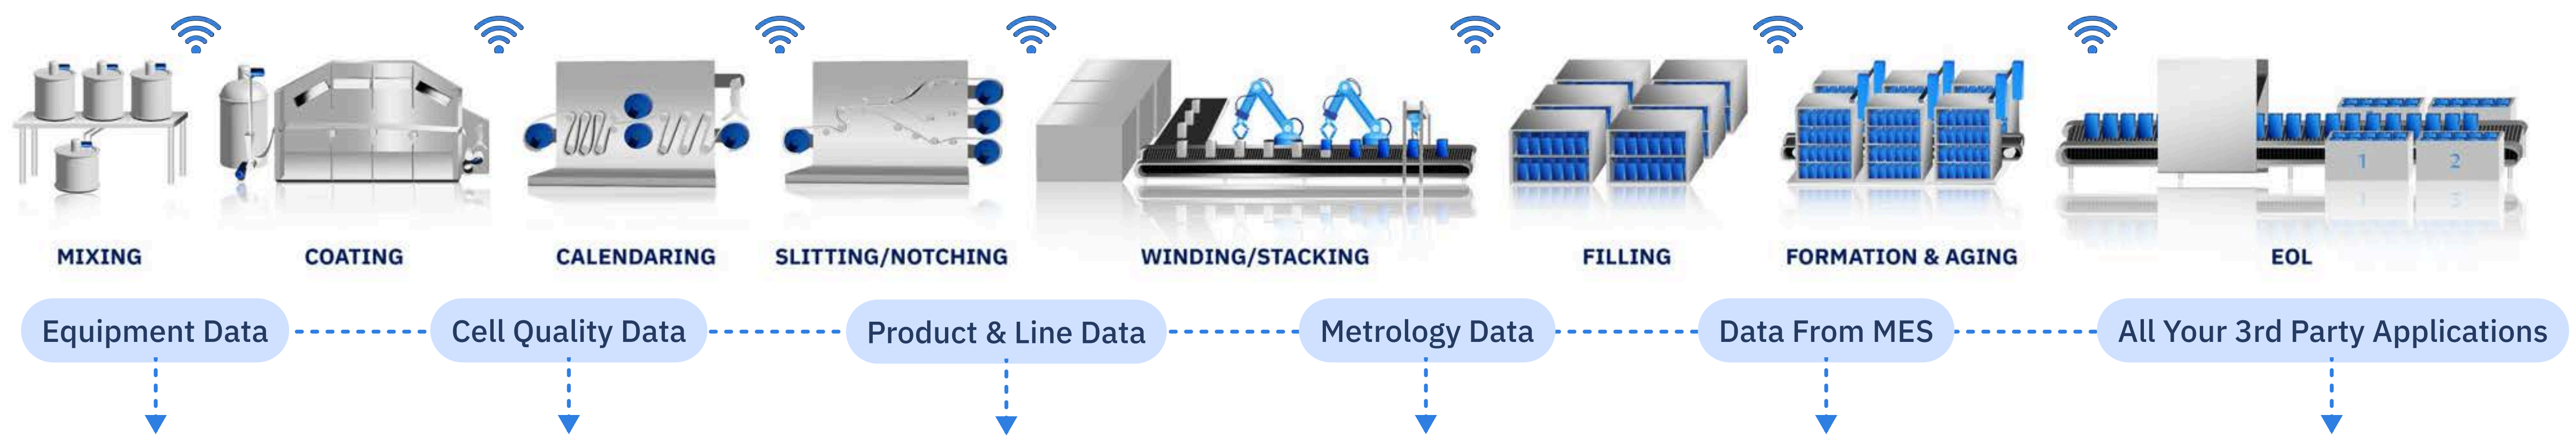 1
2
MIXING
COATING
CALENDARING
SLITTING/NOTCHING
WINDING/STACKING
FILLING
FORMATION & AGING
EOL
Equipment Data
Cell Quality Data
Product & Line Data
Metrology Data
Data From MES
All Your 3rd Party Applications